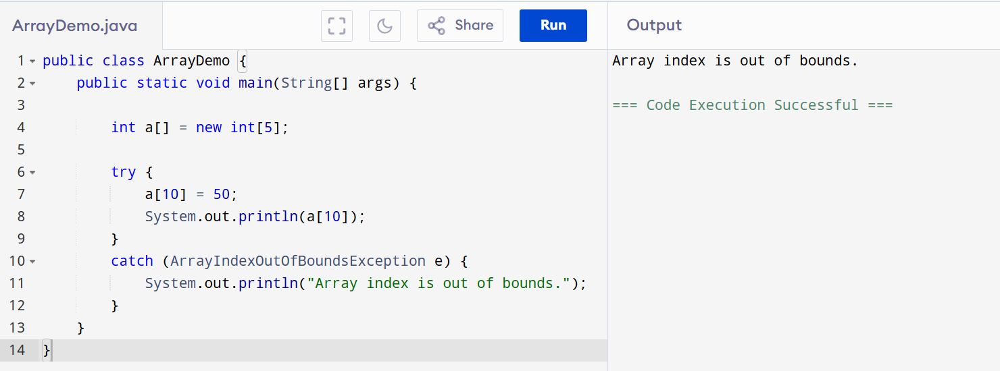 ArrayDemo.java
Share
Run
Output
1 public class ArrayDemo {
2     public static void main(String[] args) {
3
4         int a[] = new int[5];
5
6         try {
7             a[10] = 50;
8             System.out.println(a[10]);
9         }
10         catch (ArrayIndexOutOfBoundsException e) {
11             System.out.println("Array index is out of bounds.");
12         }
13     }
14 }
Array index is out of bounds.
=== Code Execution Successful ===